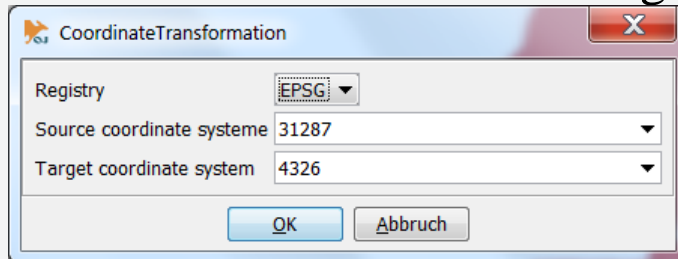 CoordinateTransformation
Registry EPSG
Source coordinate systeme 31287
Target coordinate system 4326
OK Abbruch